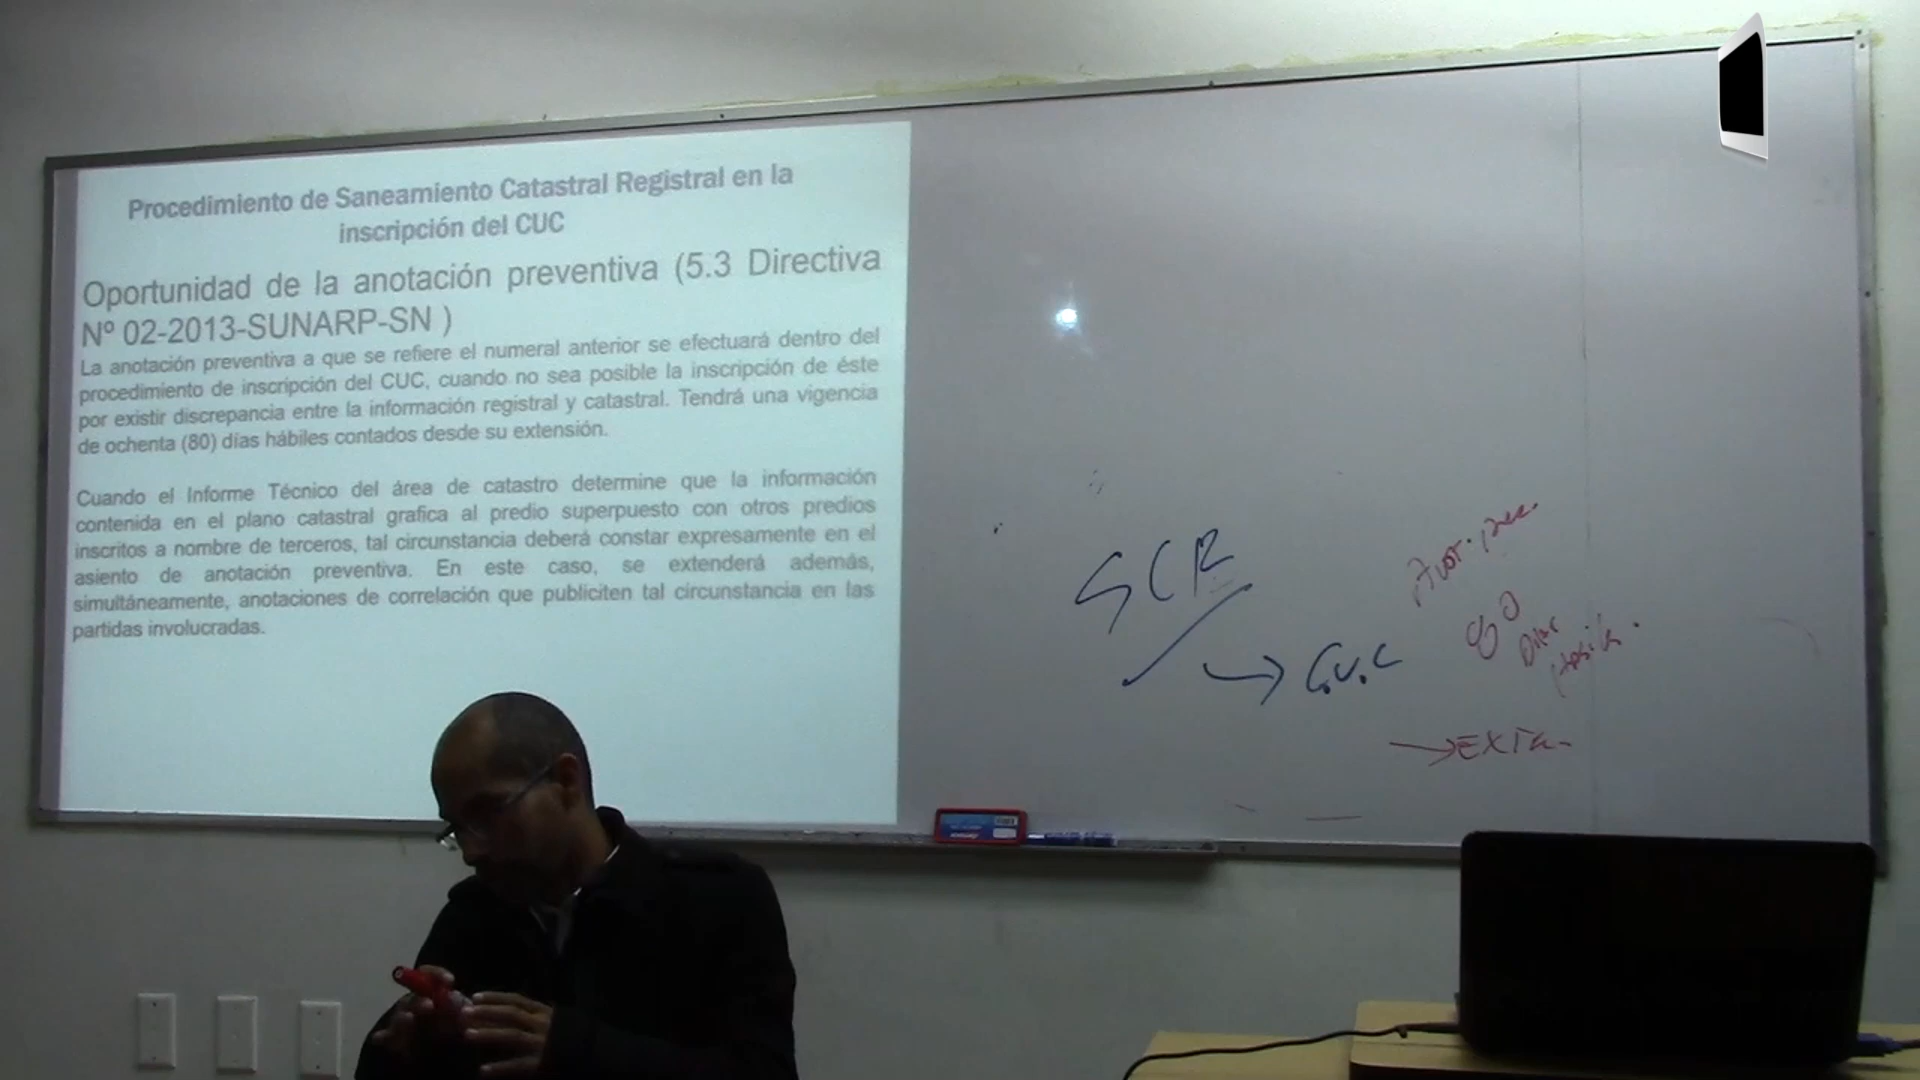 Procedimiento de Saneamiento Catastral Registral en la
inscripción del CUC
Oportunidad de la anotación preventiva (5.3 Directiva
Nº 02-2013-SUNARP-SN )
La anotación preventiva a que se refiere el numeral anterior se efectuará dentro del
procedimiento de inscripción del CUC, cuando no sea posible la inscripción de éste
por existir discrepancia entre la información registral y catastral. Tendrá una vigencia
de ochenta (80) días hábiles contados desde su extensión.
Cuando el Informe Técnico del área de catastro determine que la información
contenida en el plano catastral grafica al predio superpuesto con otros predios
inscritos a nombre de terceros, tal circunstancia deberá constar expresamente en el
asiento de anotación preventiva. En este caso, se extenderá además,
simultáneamente, anotaciones de correlación que publiciten tal circunstancia en las
partidas involucradas.
SCR
→ C.U.C
80